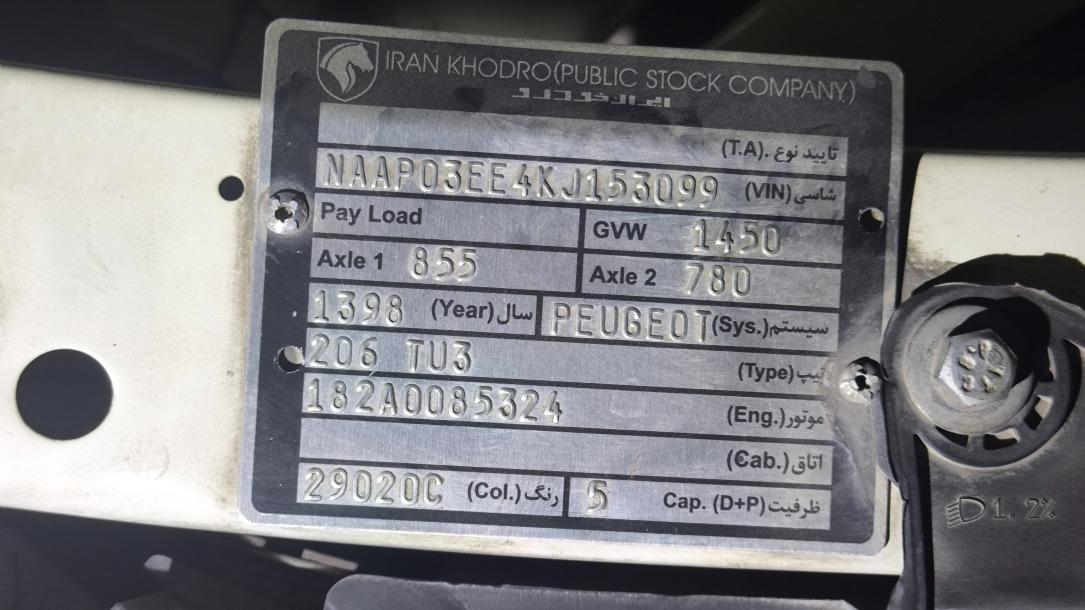 IRAN KHODRO(PUBLIC STOCK COMPANY)
ایران خودرو
تایید نوع .(T.A)
NAAP03EE4KJ153099 شاسی (VIN)
Pay Load GVW 1450
Axle 1 855 Axle 2 780
1398 سال (Year) PEUGEOT سیستم (Sys.)
206 TU3 تیپ (Type)
182A0085324 موتور (Eng.)
اتاق (Cab.)
29020C رنگ (Col.) 5 ظرفیت Cap. (D+P)
1. 2%